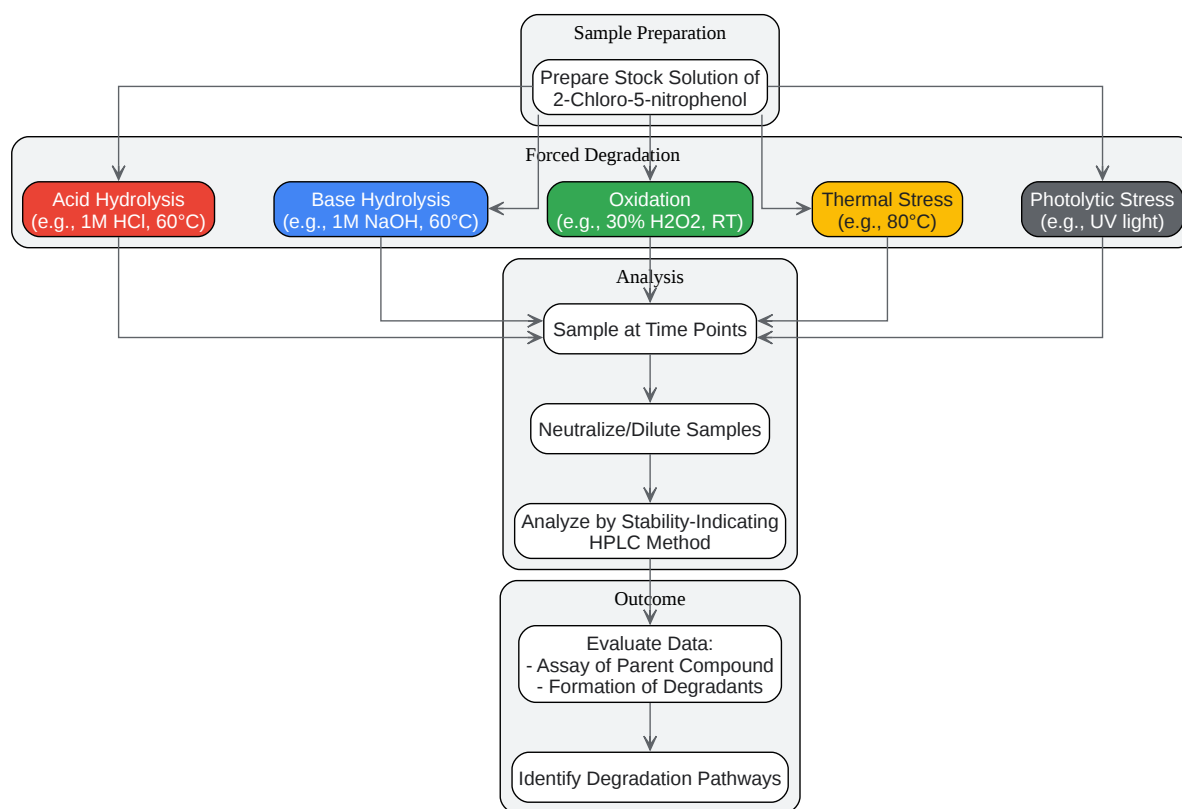 Sample Preparation
Prepare Stock Solution of
2-Chloro-5-nitrophenol
Forced Degradation
Acid Hydrolysis
(e.g., 1M HCl, 60°C)
Base Hydrolysis
(e.g., 1M NaOH, 60°C)
Oxidation
(e.g., 30% H2O2, RT)
Thermal Stress
(e.g., 80°C)
Photolytic Stress
(e.g., UV light)
Analysis
Sample at Time Points
Neutralize/Dilute Samples
Analyze by Stability-Indicating
HPLC Method
Outcome
Evaluate Data:
- Assay of Parent Compound
- Formation of Degradants
Identify Degradation Pathways